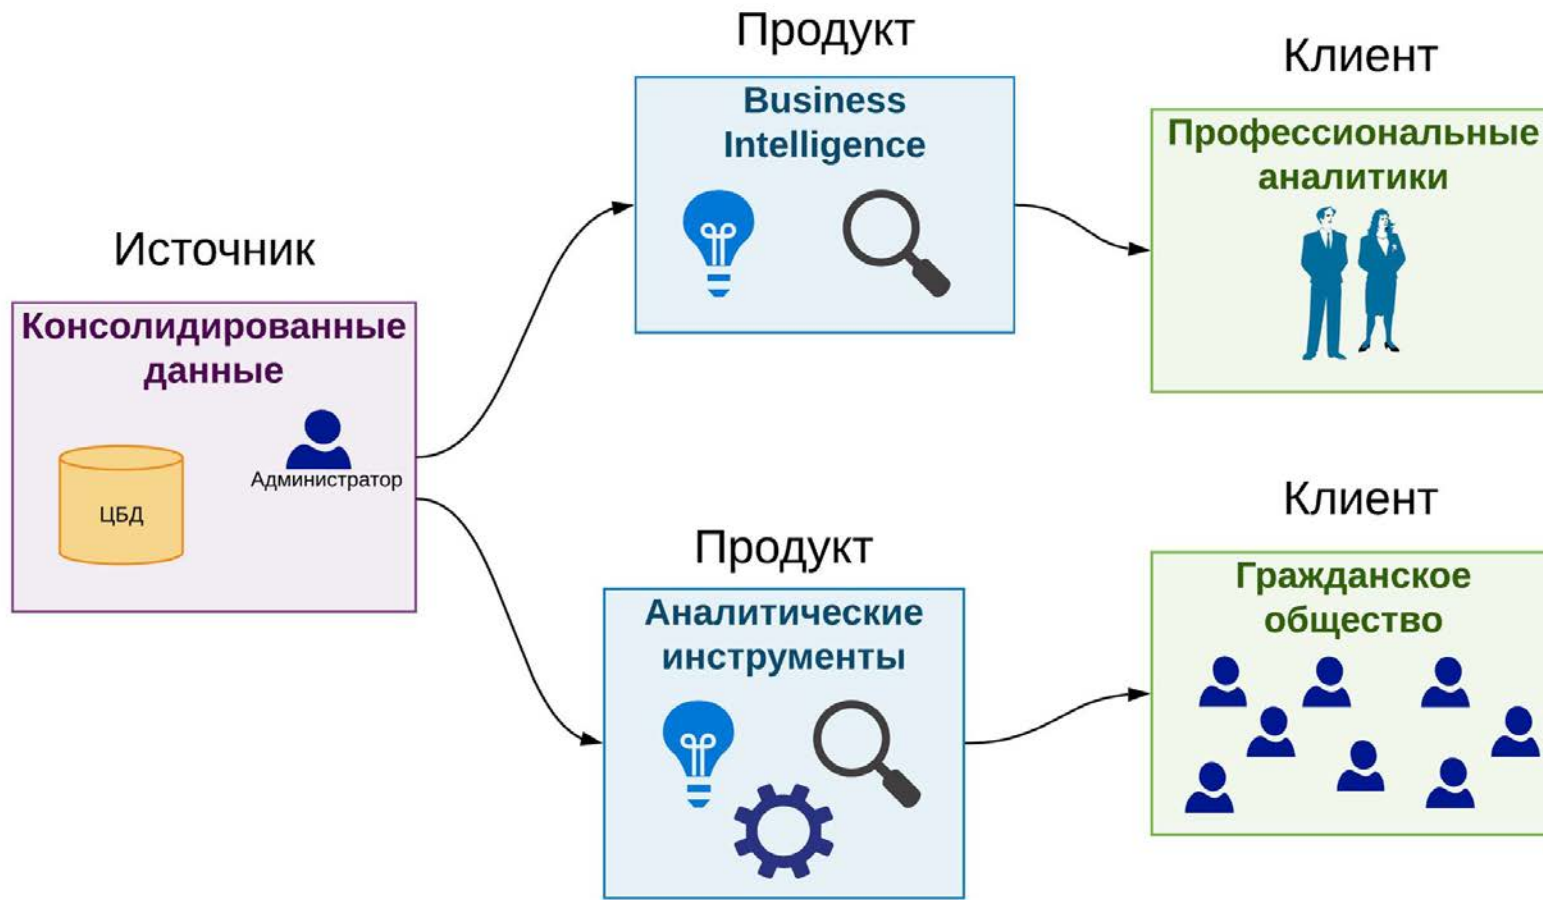 Источник
Консолидированные
данные
Администратор
ЦБД
Продукт
Business
Intelligence
Клиент
Профессиональные
аналитики
Продукт
Аналитические
инструменты
Клиент
Гражданское
общество